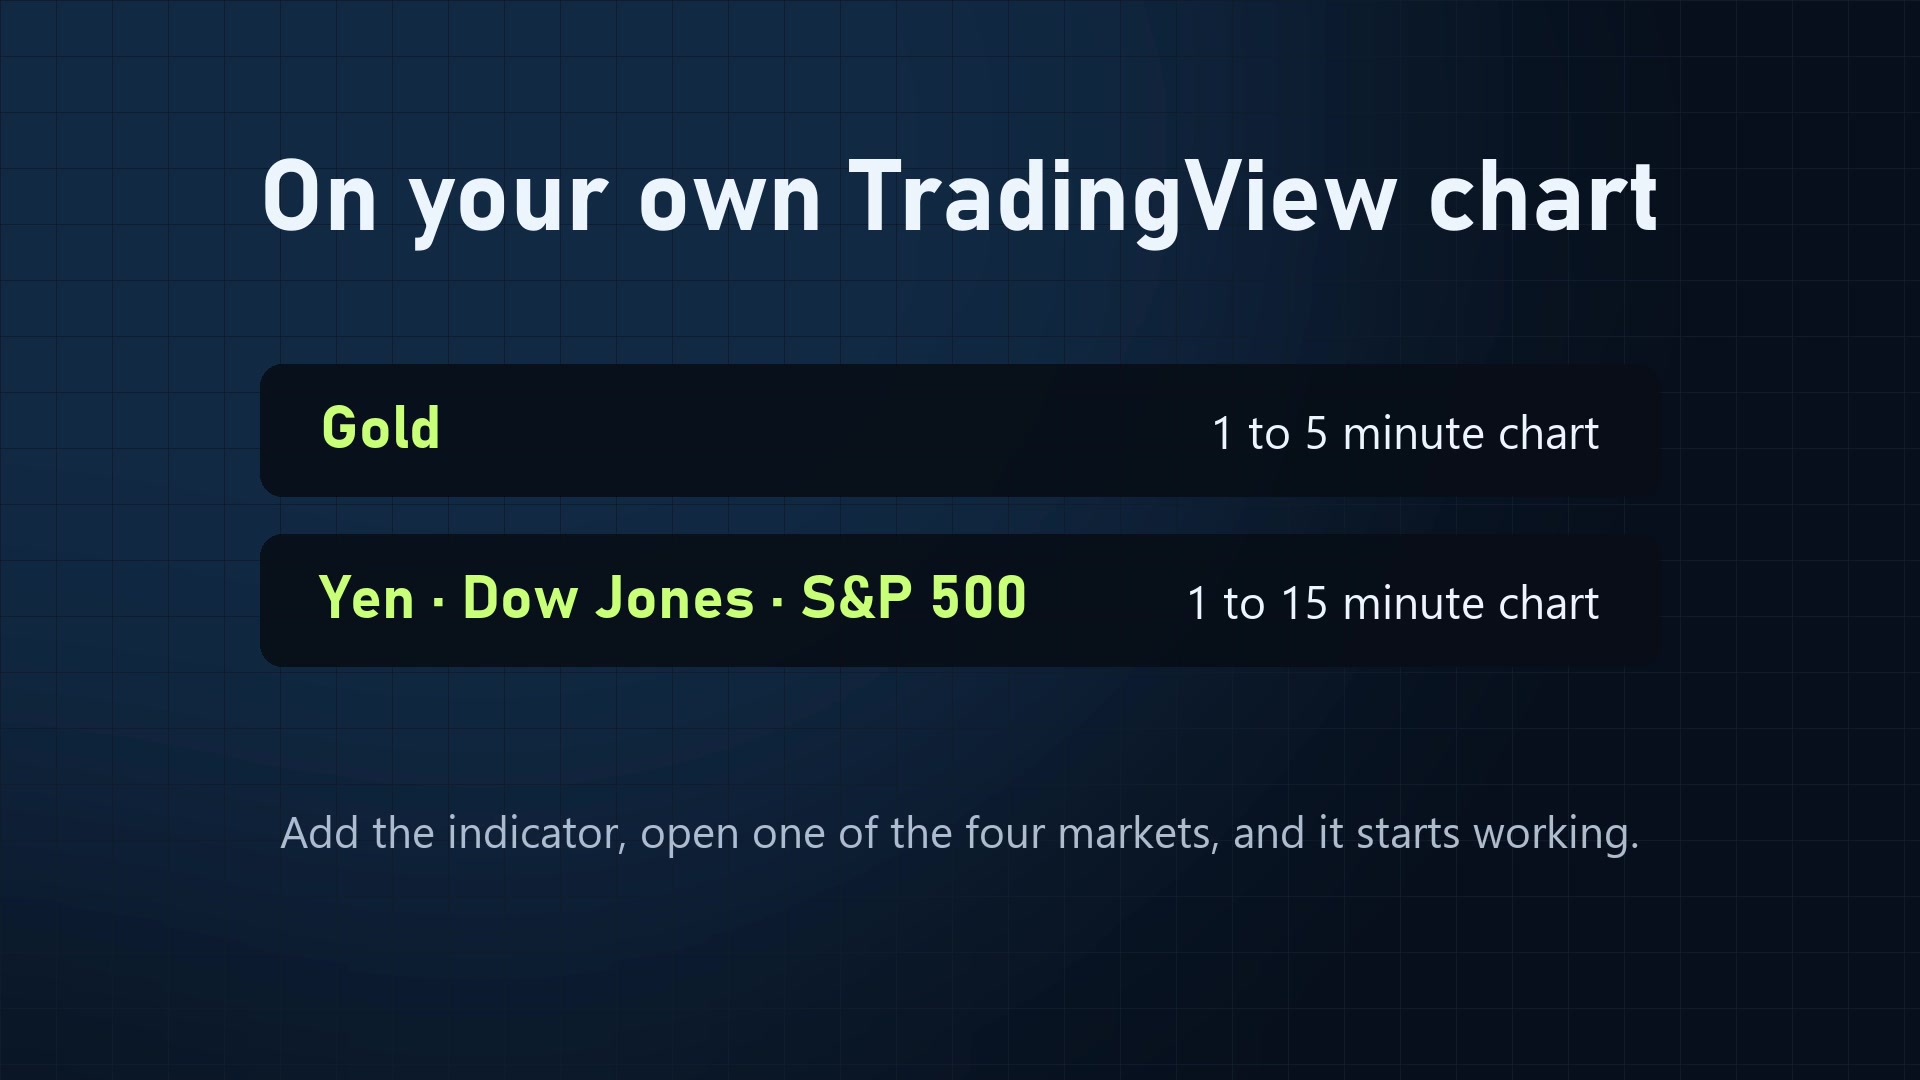 On your own TradingView chart
Gold
1 to 5 minute chart
Yen · Dow Jones · S&P 500
1 to 15 minute chart
Add the indicator, open one of the four markets, and it starts working.